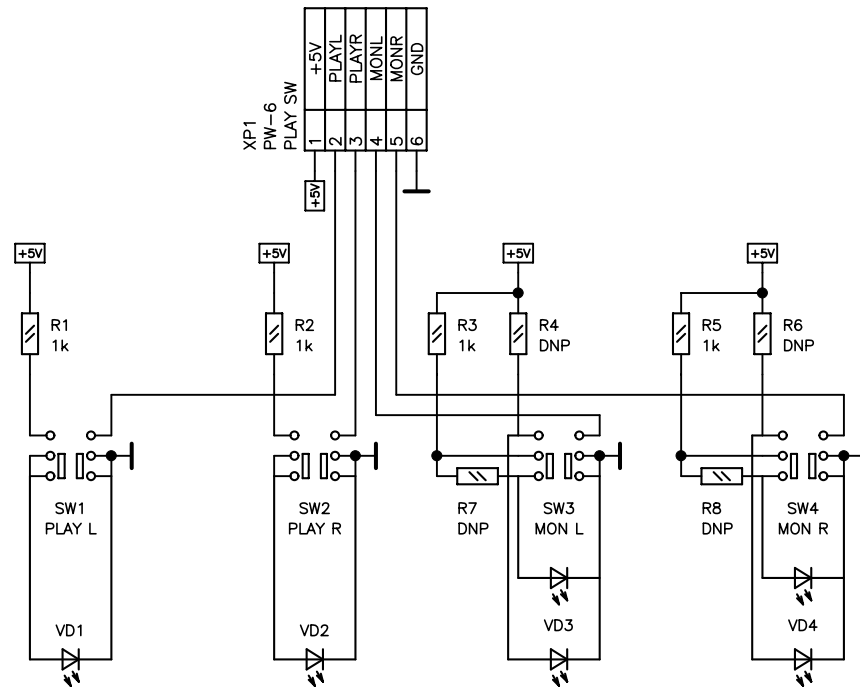 XP1
PW-6
PLAY SW
+5V
PLAYL
PLAYR
MONL
MONR
GND
1
2
3
4
5
6
+5V
+5V
+5V
+5V
+5V
R1
1k
R2
1k
R3
1k
R4
DNP
R5
1k
R6
DNP
SW1
PLAY L
SW2
PLAY R
R7
DNP
SW3
MON L
R8
DNP
SW4
MON R
VD1
VD2
VD3
VD4